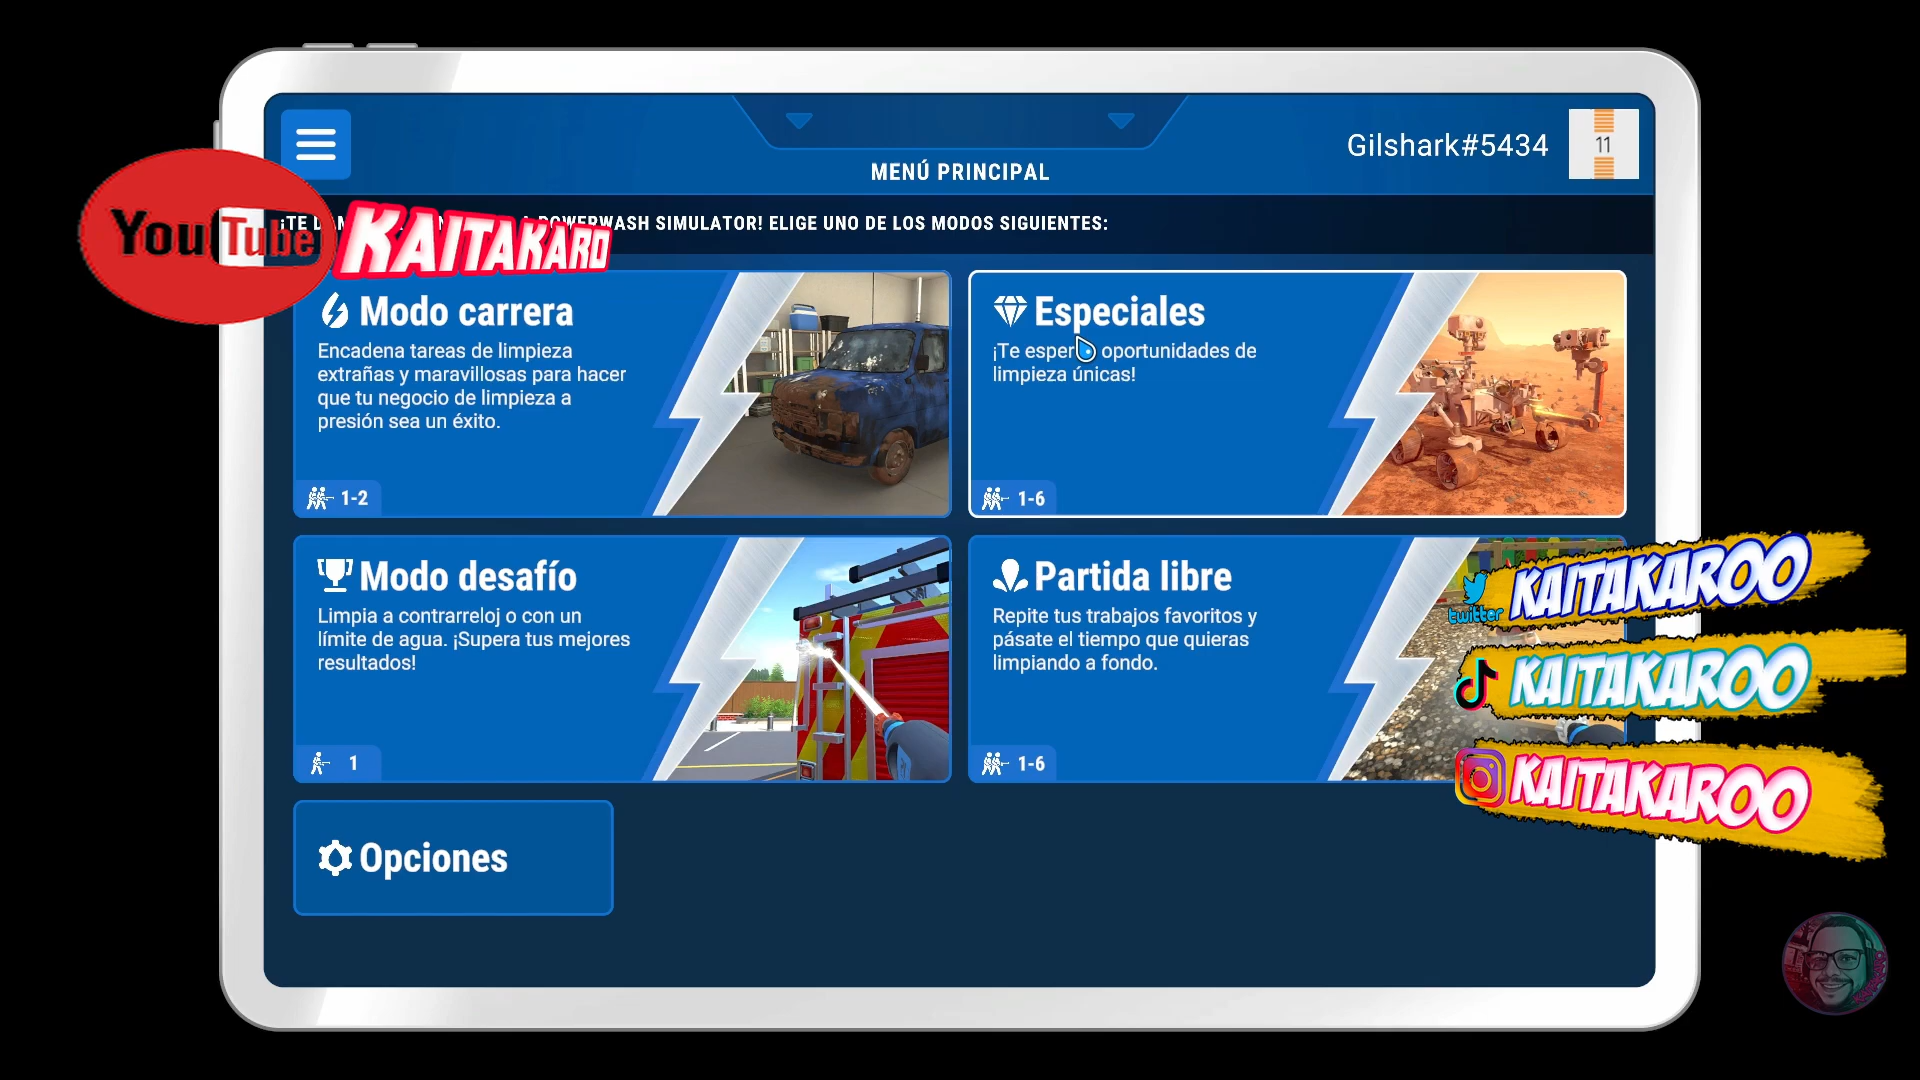 Gilshark#5434
11
MENÚ PRINCIPAL
¡TE POWERWASH SIMULATOR! ELIGE UNO DE LOS MODOS SIGUIENTES:
YouTube KAITAKARO
Modo carrera
Encadena tareas de limpieza
extrañas y maravillosas para hacer
que tu negocio de limpieza a
presión sea un éxito.
1-2
Especiales
¡Te esper oportunidades de
limpieza únicas!
1-6
Modo desafío
Limpia a contrarreloj o con un
límite de agua. ¡Supera tus mejores
resultados!
1
Partida libre
Repite tus trabajos favoritos y
pásate el tiempo que quieras
limpiando a fondo.
1-6
twitter KAITAKAROO
KAITAKAROO
KAITAKAROO
Opciones